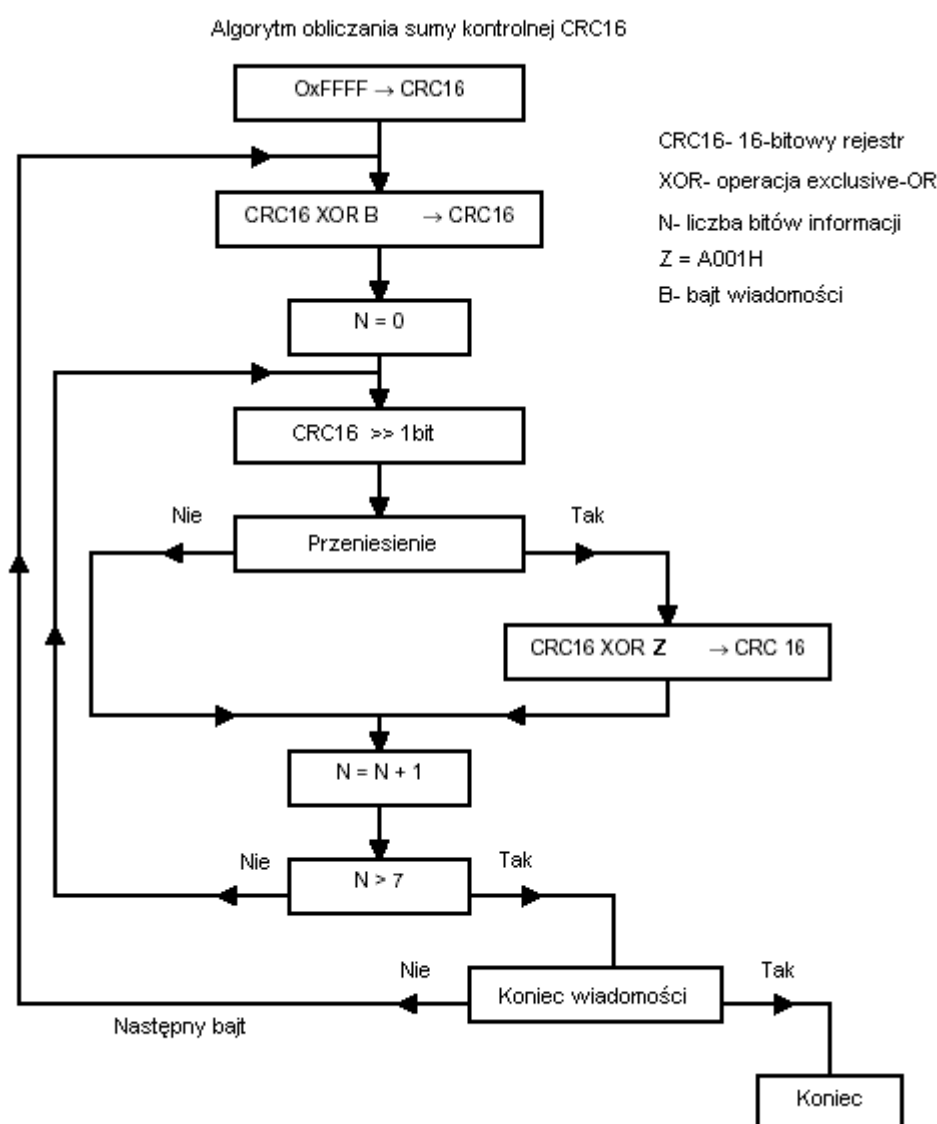 Algorytm obliczania sumy kontrolnej CRC16
OxFFFF → CRC16
CRC16- 16-bitowy rejestr
XOR- operacja exclusive-OR
N- liczba bitów informacji
Z = A001H
B- bajt wiadomości
CRC16 XOR B → CRC16
N = 0
CRC16 >> 1bit
Nie
Tak
Przeniesienie
CRC16 XOR Z → CRC 16
N = N + 1
Nie
Tak
N > 7
Nie
Tak
Koniec wiadomości
Następny bajt
Koniec